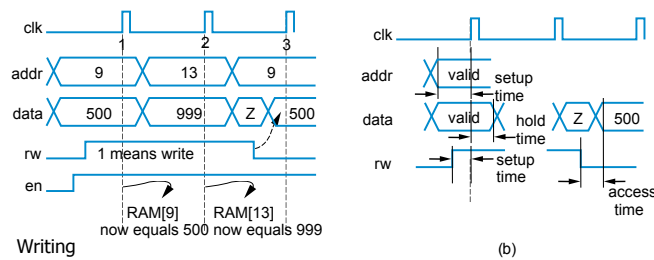 clk
1 2 3
addr 9 13 9
data 500 999 Z 500
rw 1 means write
en
RAM[9] RAM[13]
now equals 500 now equals 999
Writing
clk
addr valid
setup
time
data valid hold Z 500
time
rw setup
time
access
time
(b)